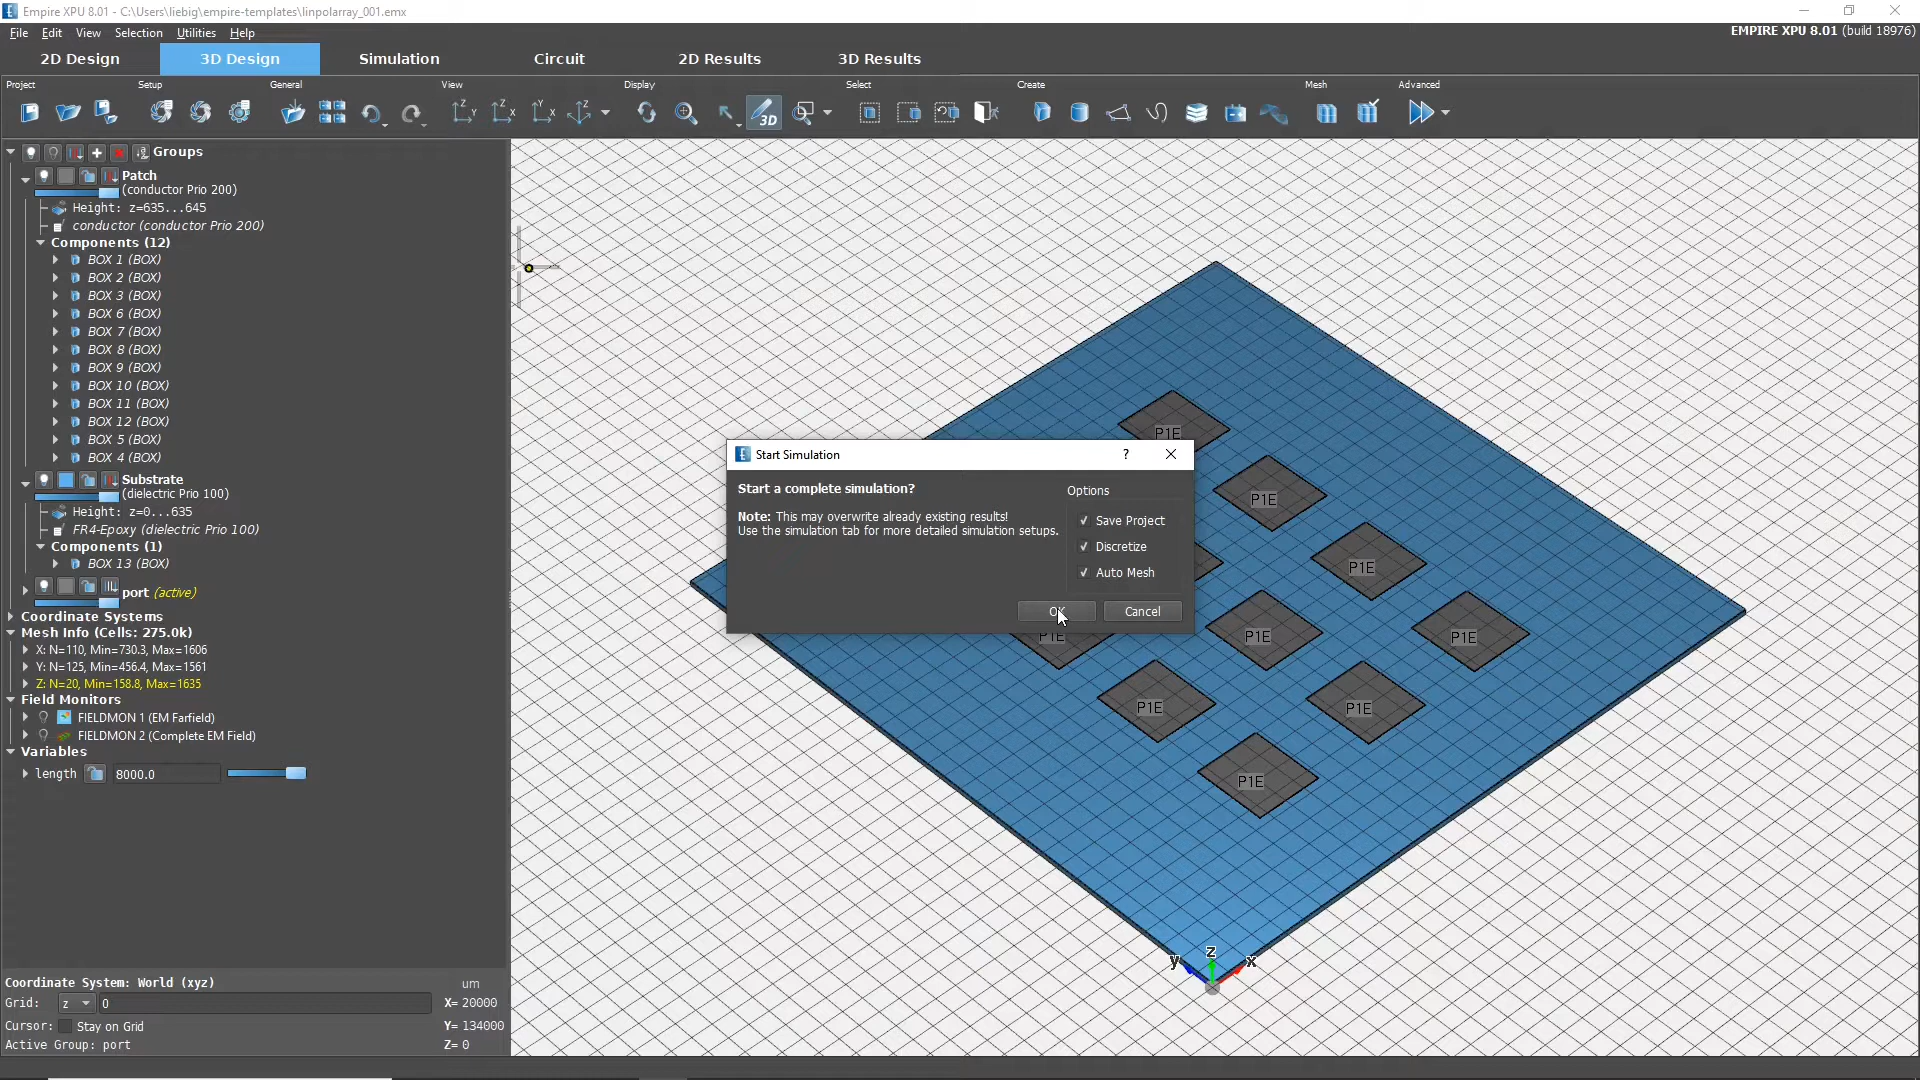 Empire XPU 8.01 - C:\Users\liebig\empire-templates\linpolarray_001.emx
File Edit View Selection Utilities Help
EMPIRE XPU 8.01 (build 18976)
2D Design 3D Design Simulation Circuit 2D Results 3D Results
Project Setup General View Display Select Create Mesh Advanced
Groups
Patch
(conductor Prio 200)
Height: z=635...645
conductor (conductor Prio 200)
Components (12)
BOX 1 (BOX)
BOX 2 (BOX)
BOX 3 (BOX)
BOX 6 (BOX)
BOX 7 (BOX)
BOX 8 (BOX)
BOX 9 (BOX)
BOX 10 (BOX)
BOX 11 (BOX)
BOX 12 (BOX)
BOX 5 (BOX)
BOX 4 (BOX)
Substrate
(dielectric Prio 100)
Height: z=0...635
FR4-Epoxy (dielectric Prio 100)
Components (1)
BOX 13 (BOX)
port (active)
Coordinate Systems
Mesh Info (Cells: 275.0k)
X: N=110, Min=730.3, Max=1606
Y: N=125, Min=456.4, Max=1561
Z: N=20, Min=158.8, Max=1635
Field Monitors
FIELDMON 1 (EM Farfield)
FIELDMON 2 (Complete EM Field)
Variables
length 8000.0
Coordinate System: World (xyz) um
Grid: z 0 X= 20000
Cursor: Stay on Grid Y= 134000
Active Group: port Z= 0
P1E
P1E
P1E
P1E
P1E
P1E
P1E
P1E
P1E
Start Simulation ?
Start a complete simulation?
Note: This may overwrite already existing results!
Use the simulation tab for more detailed simulation setups.
Options
Save Project
Discretize
Auto Mesh
OK Cancel
y z x